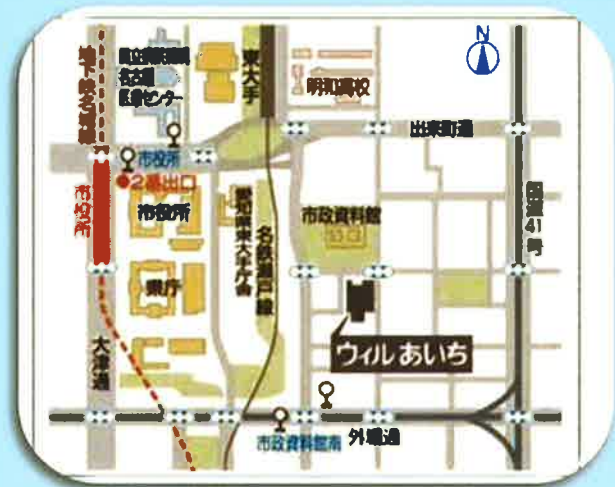 N
地下鉄名城線
国立病院機構
名古屋
医療センター
東大手
明和高校
出来町通
市役所
●2番出口
市役所
市役所
愛知県東大手庁舎
名鉄瀬戸線
市政資料館
国道41号
県庁
大津通
ウィルあいち
市政資料館南
外堀通